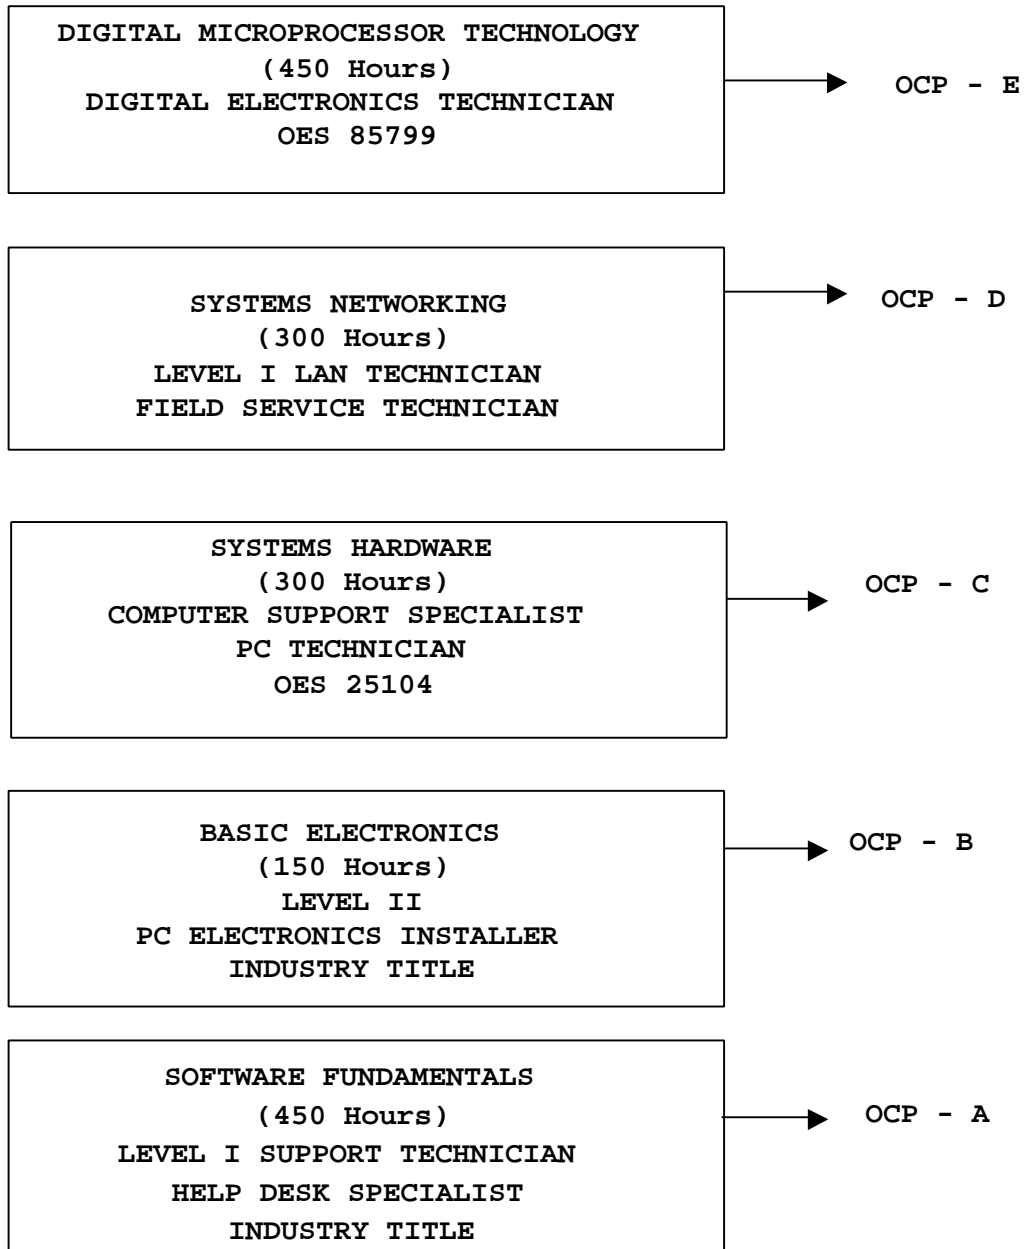 DIGITAL MICROPROCESSOR TECHNOLOGY
(450 Hours)
DIGITAL ELECTRONICS TECHNICIAN
OES 85799
OCP - E
SYSTEMS NETWORKING
(300 Hours)
LEVEL I LAN TECHNICIAN
FIELD SERVICE TECHNICIAN
OCP - D
SYSTEMS HARDWARE
(300 Hours)
COMPUTER SUPPORT SPECIALIST
PC TECHNICIAN
OES 25104
OCP - C
BASIC ELECTRONICS
(150 Hours)
LEVEL II
PC ELECTRONICS INSTALLER
INDUSTRY TITLE
OCP - B
SOFTWARE FUNDAMENTALS
(450 Hours)
LEVEL I SUPPORT TECHNICIAN
HELP DESK SPECIALIST
INDUSTRY TITLE
OCP - A